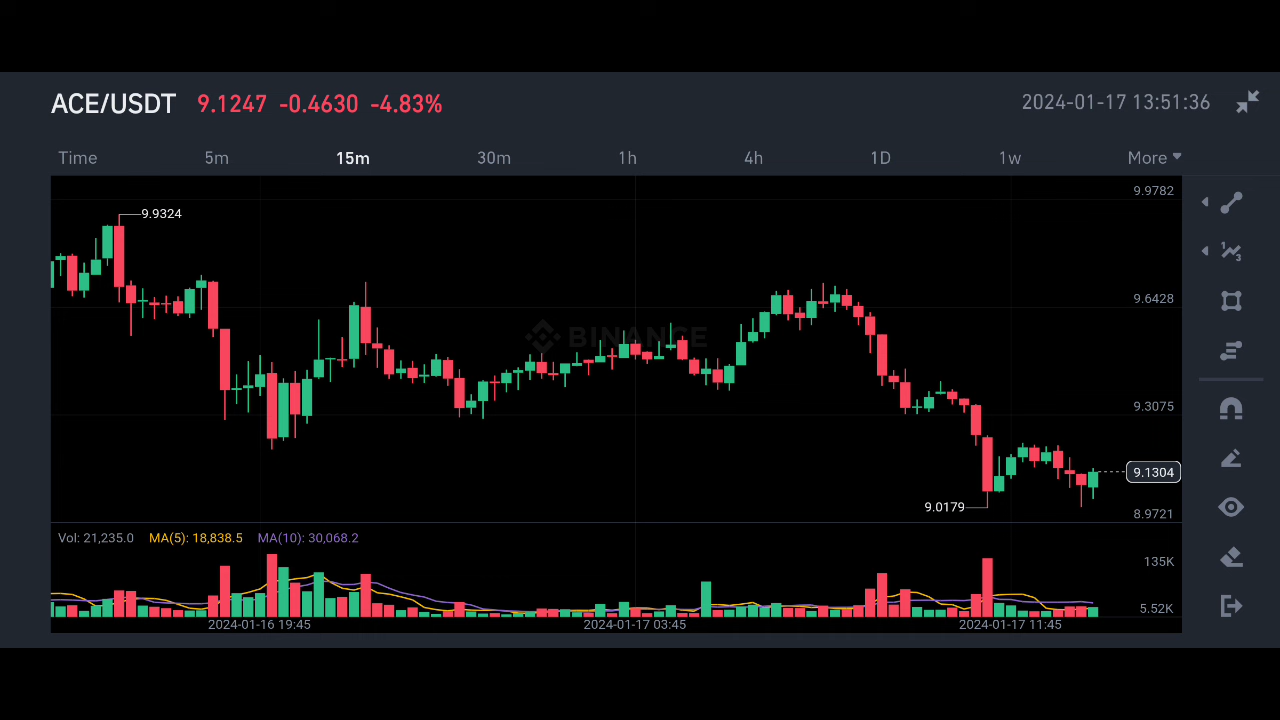 ACE/USDT 9.1247 -0.4630 -4.83% 2024-01-17 13:51:36
Time 5m 15m 30m 1h 4h 1D 1w More
9.9782
9.9324
9.6428
BINANCE
9.3075
9.1304
9.0179
8.9721
Vol: 21,235.0 MA(5): 18,838.5 MA(10): 30,068.2
135K
5.52K
2024-01-16 19:45 2024-01-17 03:45 2024-01-17 11:45